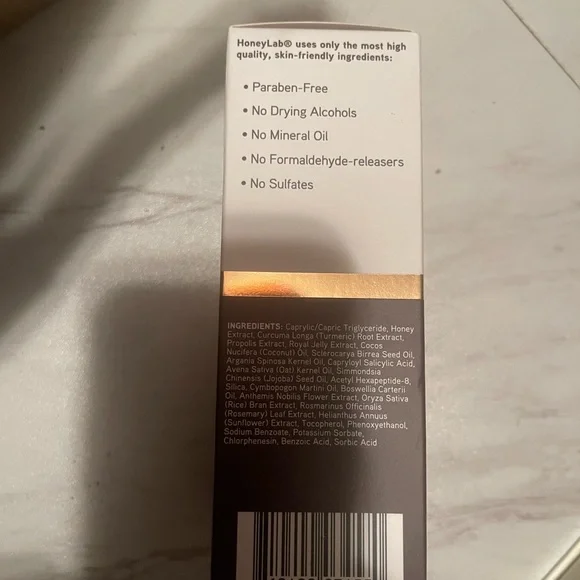 HoneyLab® uses only the most high
quality, skin-friendly ingredients:
• Paraben-Free
• No Drying Alcohols
• No Mineral Oil
• No Formaldehyde-releasers
• No Sulfates
INGREDIENTS: Caprylic/Capric Triglyceride, Honey
Extract, Curcuma Longa (Turmeric) Root Extract,
Propolis Extract, Royal Jelly Extract, Cocos
Nucifera (Coconut) Oil, Sclerocarya Birrea Seed Oil,
Argania Spinosa Kernel Oil, Capryloyl Salicylic Acid,
Avena Sativa (Oat) Kernel Oil, Simmondsia
Chinensis (Jojoba) Seed Oil, Acetyl Hexapeptide-8,
Silica, Cymbopogon Martini Oil, Boswellia Carterii
Oil, Anthemis Nobilis Flower Extract, Oryza Sativa
(Rice) Bran Extract, Rosmarinus Officinalis
(Rosemary) Leaf Extract, Helianthus Annuus
(Sunflower) Extract, Tocopherol, Phenoxyethanol,
Sodium Benzoate, Potassium Sorbate,
Chlorphenesin, Benzoic Acid, Sorbic Acid